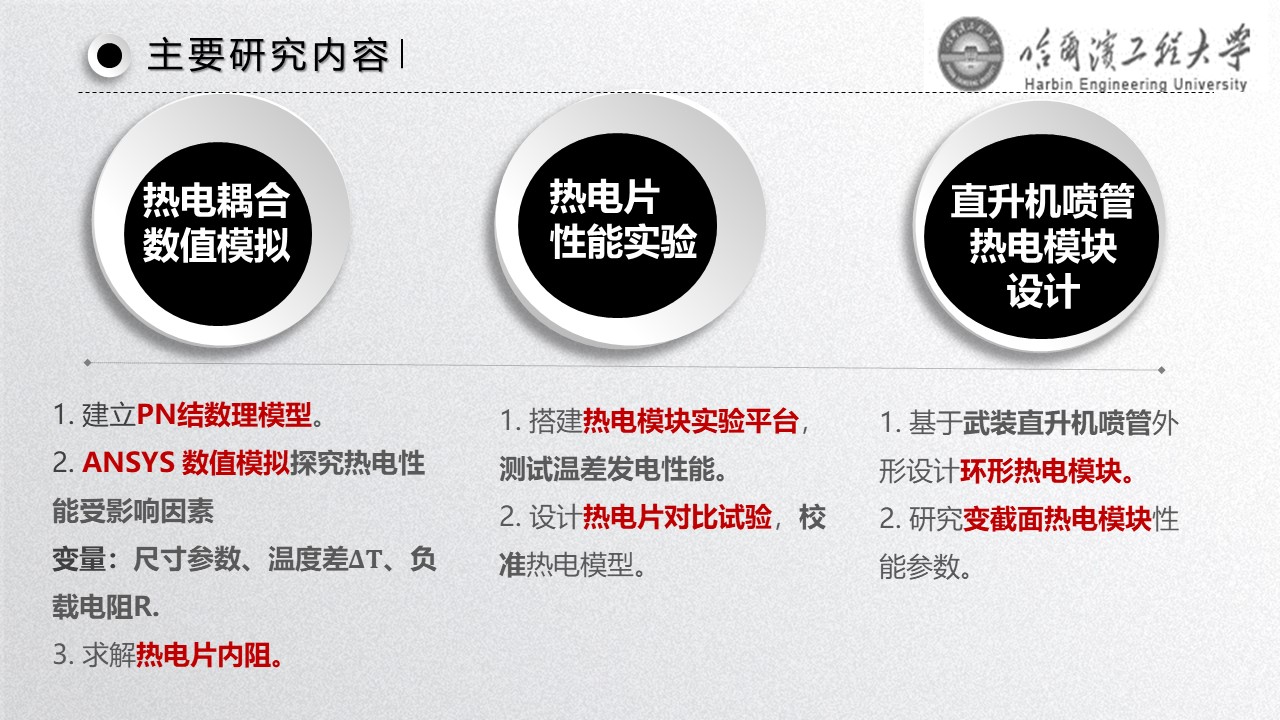 主要研究内容
哈尔滨工程大学
Harbin Engineering University
热电耦合
数值模拟
热电片
性能实验
直升机喷管
热电模块
设计
1. 建立PN结数理模型。
2. ANSYS 数值模拟探究热电性
能受影响因素
变量：尺寸参数、温度差ΔT、负
载电阻R.
3. 求解热电片内阻。
1. 搭建热电模块实验平台，
测试温差发电性能。
2. 设计热电片对比试验，校
准热电模型。
1. 基于武装直升机喷管外
形设计环形热电模块。
2. 研究变截面热电模块性
能参数。